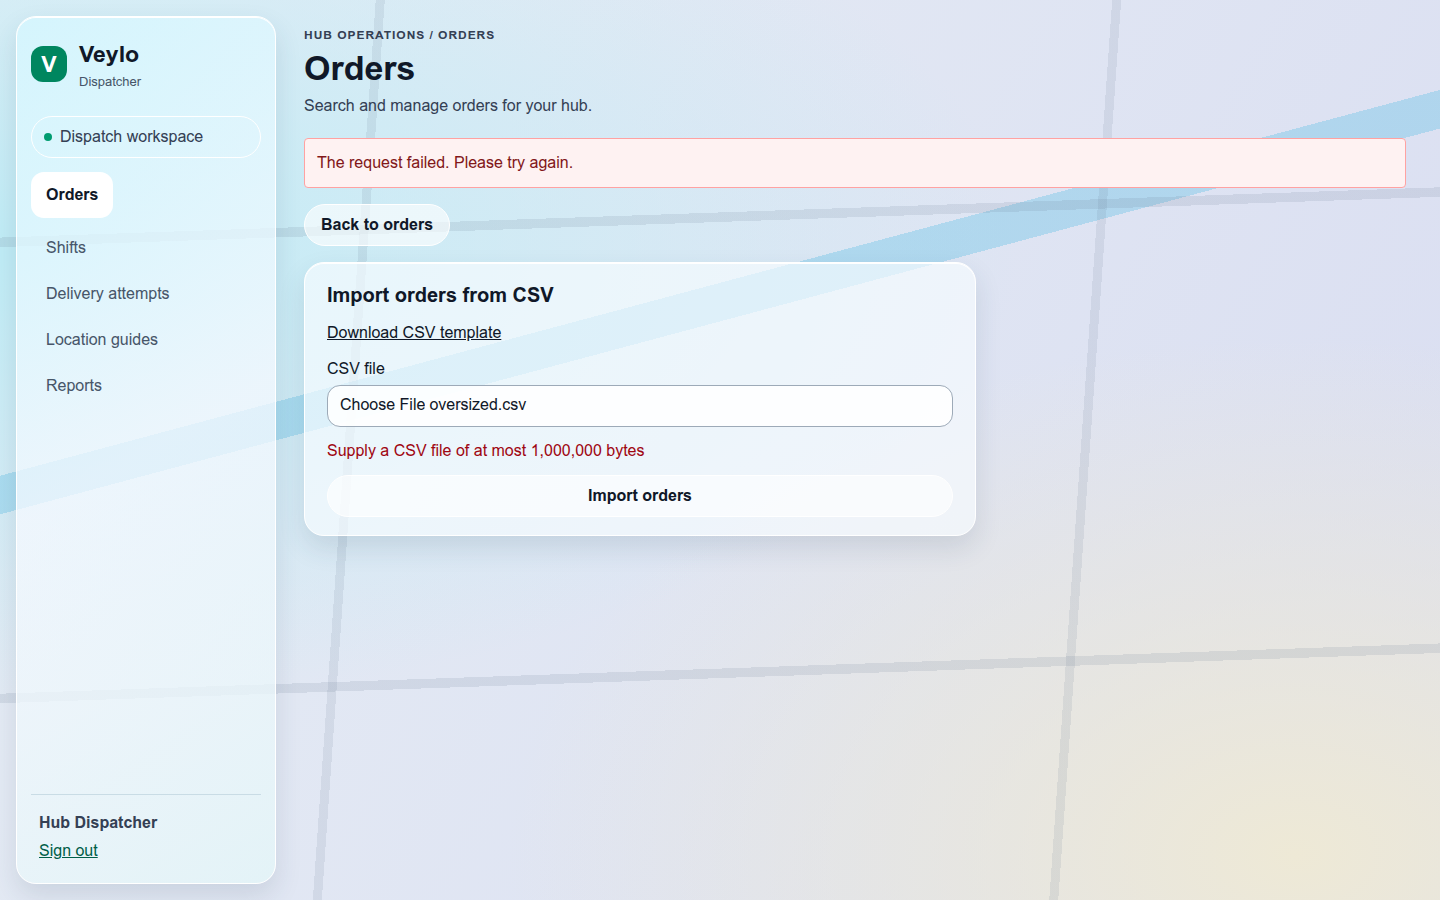 V
Veylo
Dispatcher
Dispatch workspace
Orders
Shifts
Delivery attempts
Location guides
Reports
Hub Dispatcher
Sign out
HUB OPERATIONS / ORDERS
Orders
Search and manage orders for your hub.
The request failed. Please try again.
Back to orders
Import orders from CSV
Download CSV template
CSV file
Choose File oversized.csv
Supply a CSV file of at most 1,000,000 bytes
Import orders